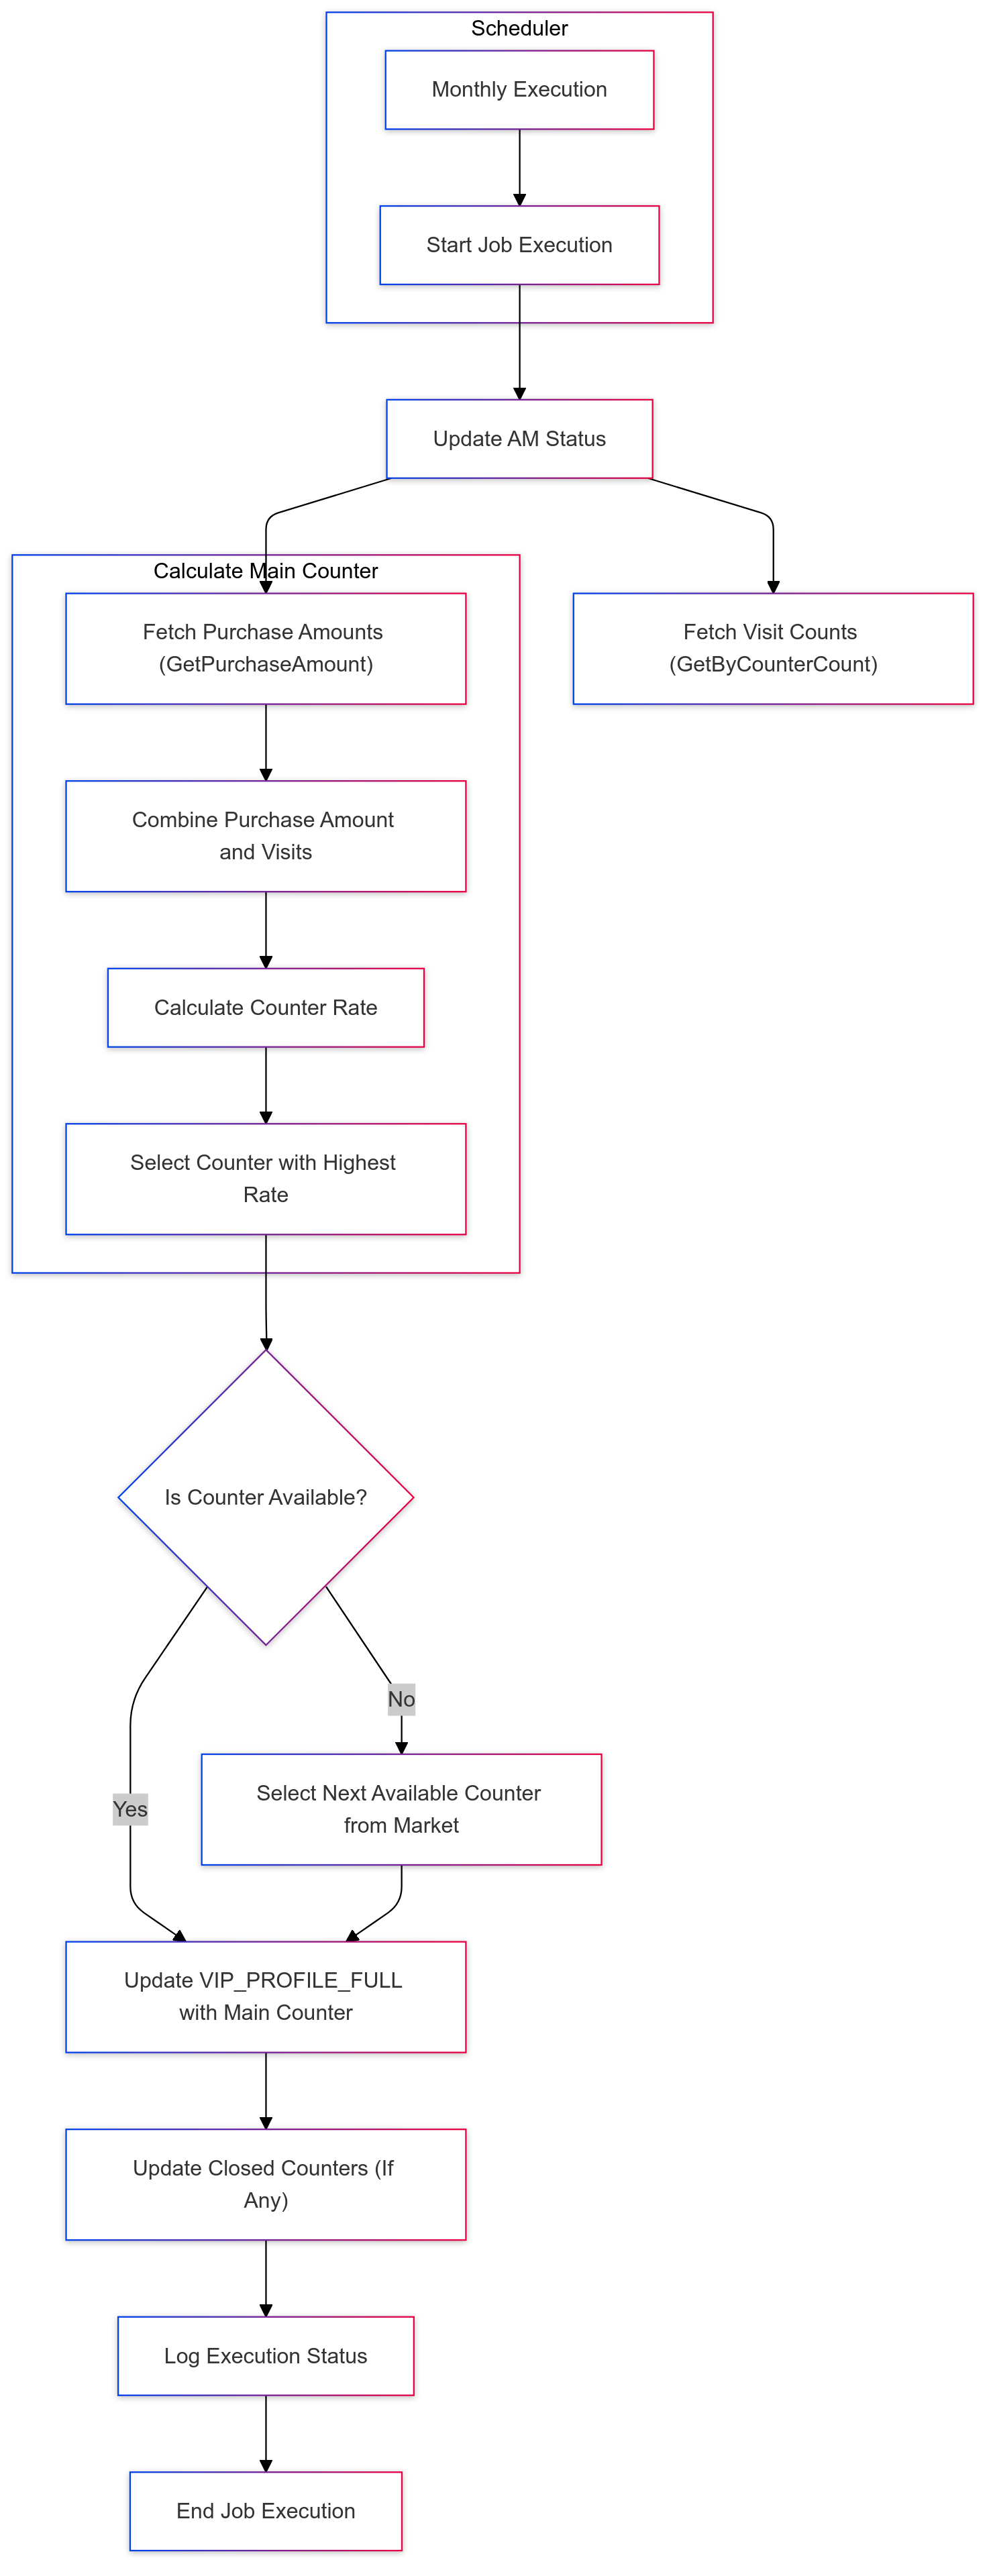 Scheduler
Monthly Execution
Start Job Execution
Update AM Status
Calculate Main Counter
Fetch Purchase Amounts
(GetPurchaseAmount)
Fetch Visit Counts
(GetByCounterCount)
Combine Purchase Amount
and Visits
Calculate Counter Rate
Select Counter with Highest
Rate
Is Counter Available?
No
Select Next Available Counter
from Market
Yes
Update VIP_PROFILE_FULL
with Main Counter
Update Closed Counters (If
Any)
Log Execution Status
End Job Execution